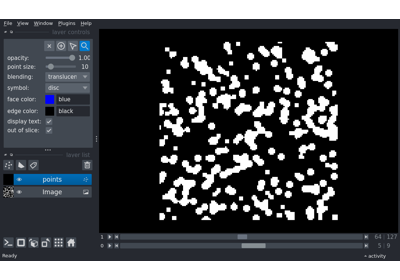 File View Window Plugins Help
layer controls
opacity: 1.00
point size: 10
blending: translucen
symbol: disc
face color: blue
edge color: black
display text:
out of slice:
layer list
points
Image
1 64 127
0 5 9
Ready
activity